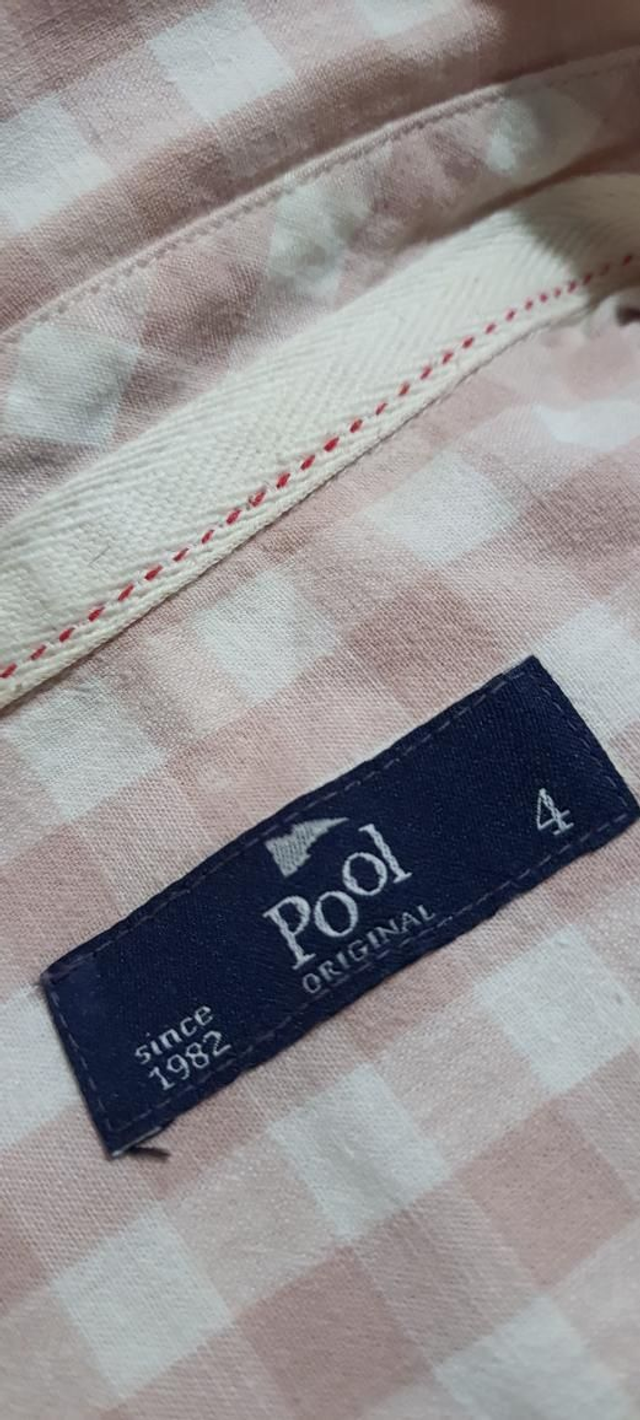 Pool
ORIGINAL
4
since
1982